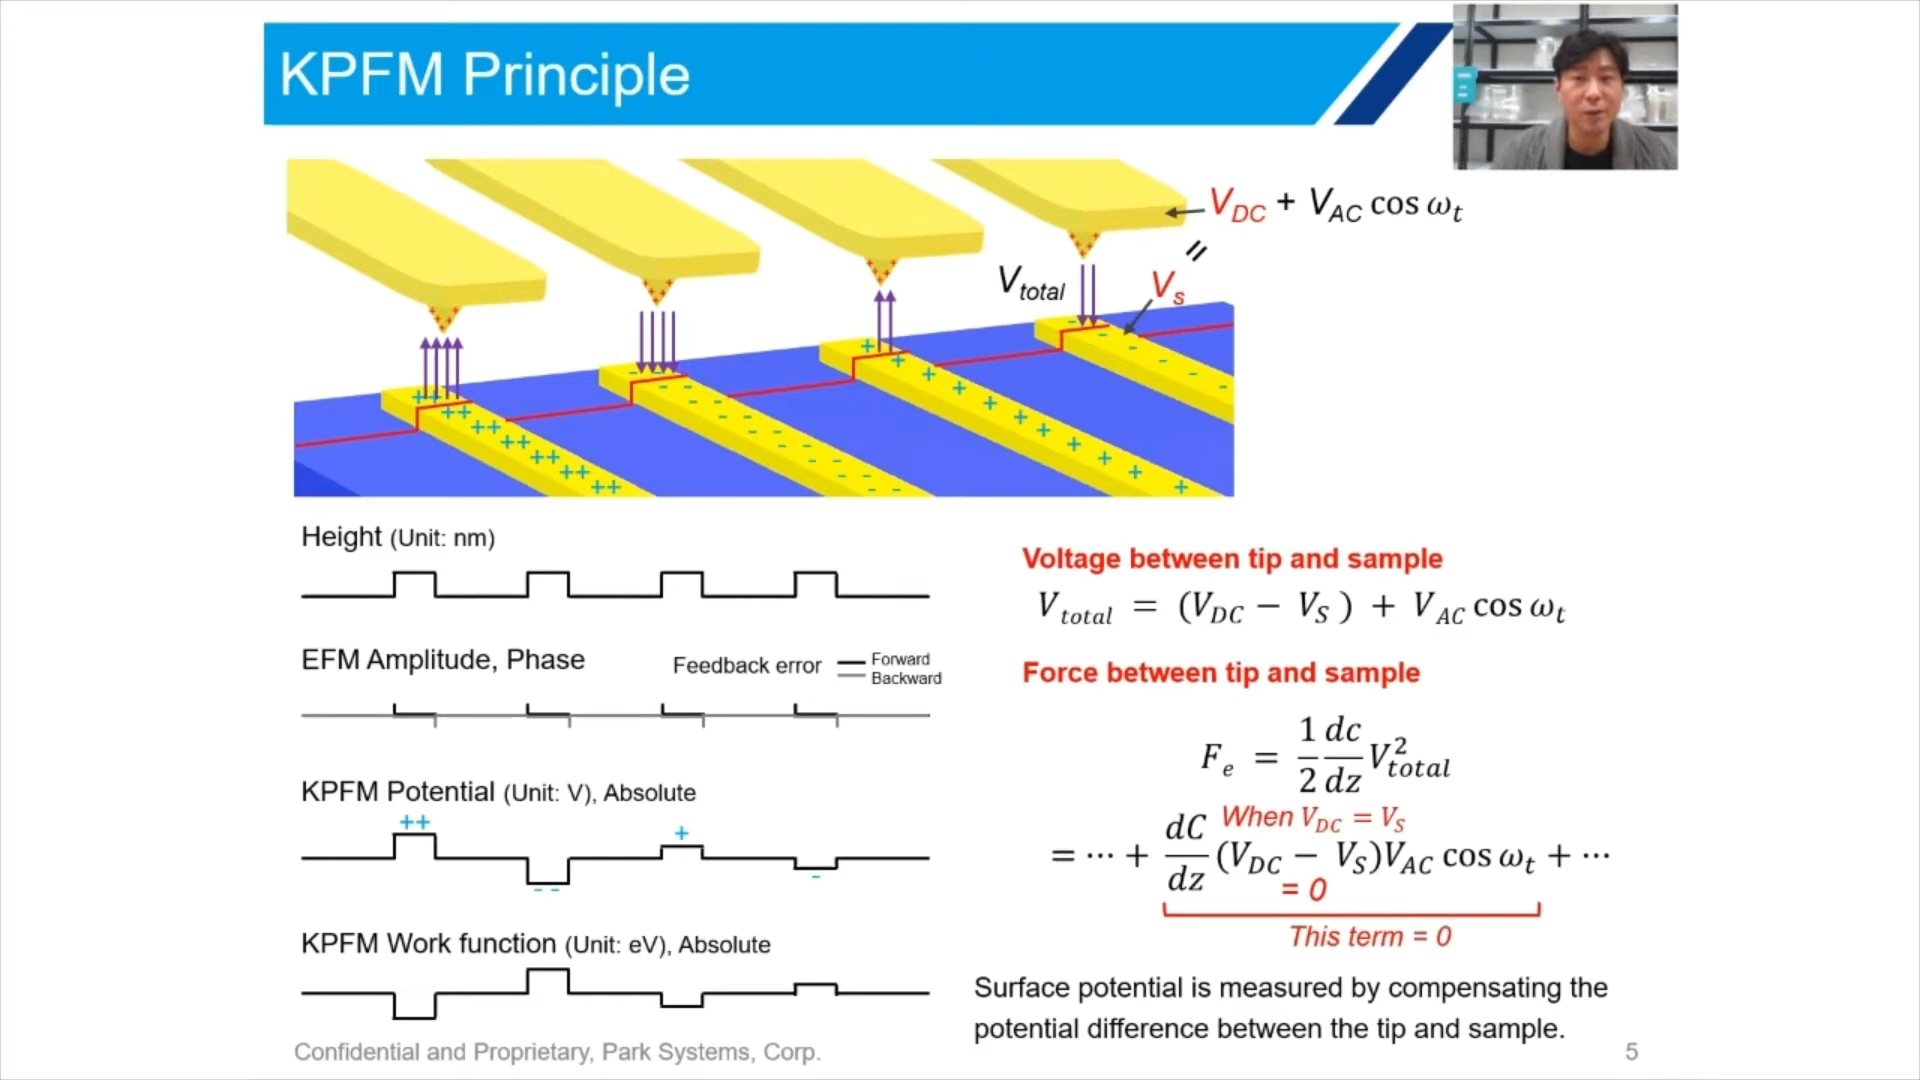 KPFM Principle
V_DC + V_AC cos ω_t
=
V_total
V_s
Height (Unit: nm)
EFM Amplitude, Phase
Feedback error
Forward
Backward
KPFM Potential (Unit: V), Absolute
++
+
- -
-
KPFM Work function (Unit: eV), Absolute
Voltage between tip and sample
V_total = (V_DC − V_S ) + V_AC cos ω_t
Force between tip and sample
F_e = 1/2 dc/dz V²_total
When V_DC = V_S
= ⋯ + dC/dz (V_DC − V_S)V_AC cos ω_t + ⋯
= 0
This term = 0
Surface potential is measured by compensating the
potential difference between the tip and sample.
Confidential and Proprietary, Park Systems, Corp.
5